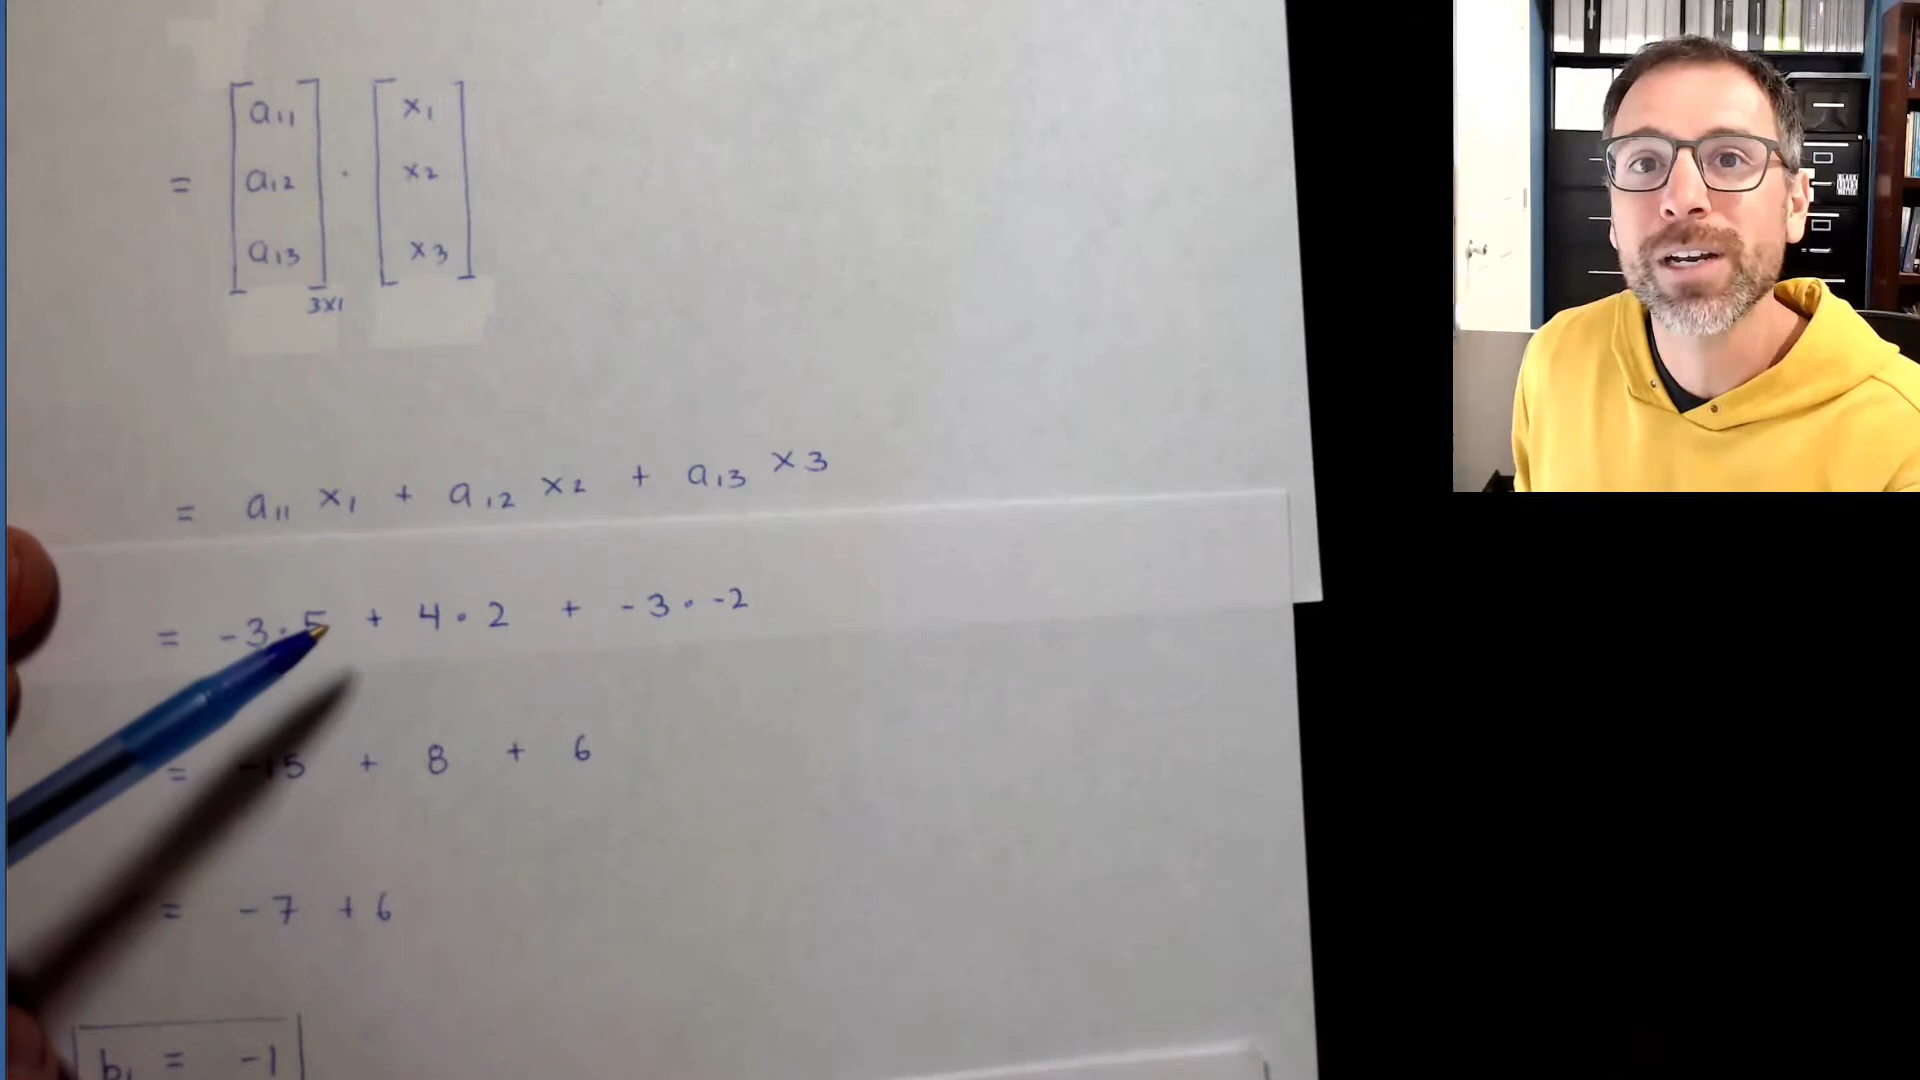 = [ a11 ] · [ x1 ]
[ a12 ] [ x2 ]
[ a13 ] [ x3 ]
3x1
= a11 x1 + a12 x2 + a13 x3
= -3·5 + 4·2 + -3·-2
= -15 + 8 + 6
= -7 + 6
b1 = -1